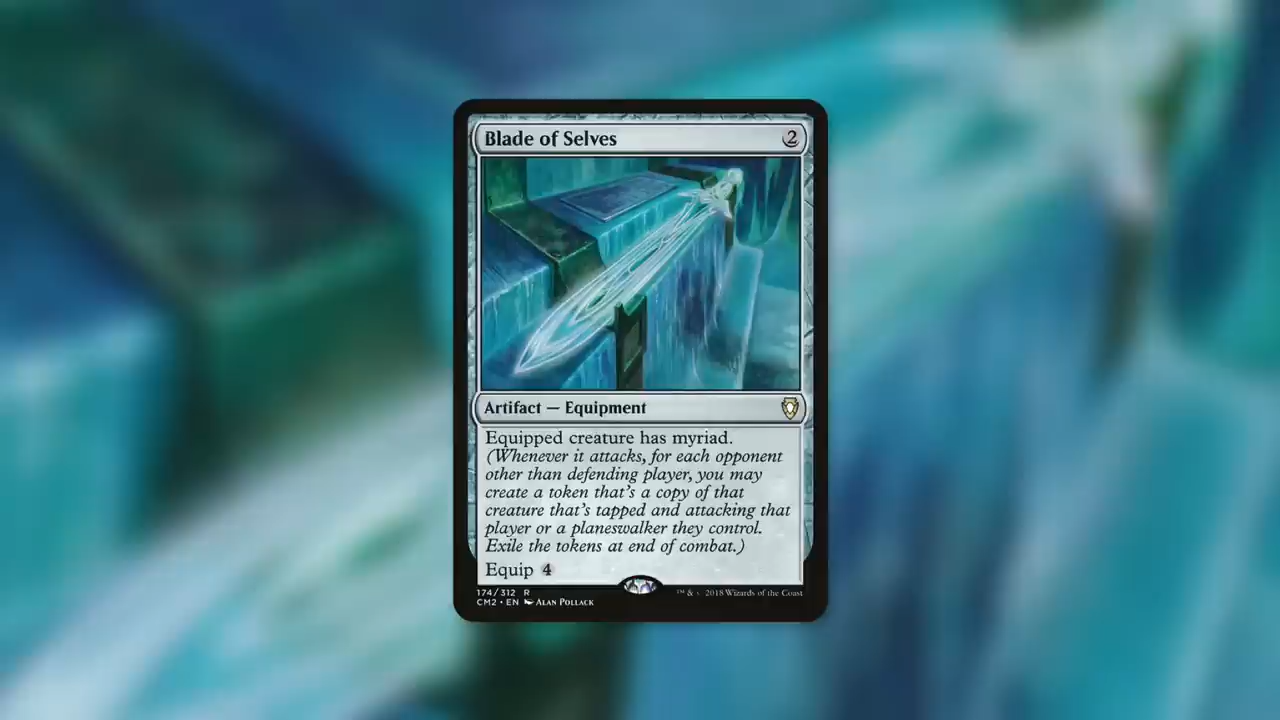 Blade of Selves 2
Artifact — Equipment
Equipped creature has myriad.
(Whenever it attacks, for each opponent
other than defending player, you may
create a token that's a copy of that
creature that's tapped and attacking that
player or a planeswalker they control.
Exile the tokens at end of combat.)
Equip 4
174/312 R
CM2 • EN ALAN POLLACK
™ & © 2018 Wizards of the Coast